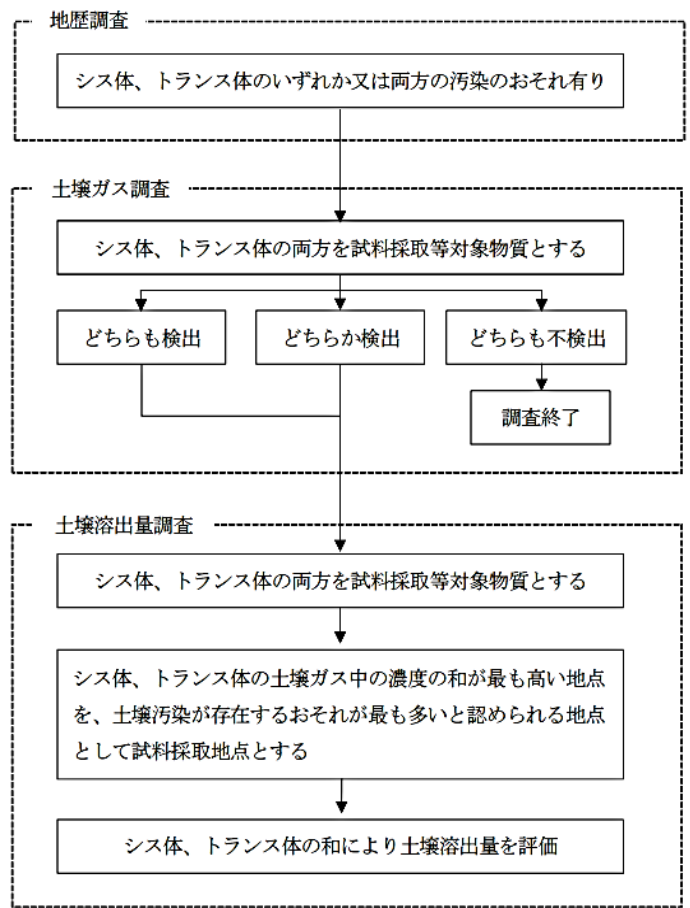 地歴調査
シス体、トランス体のいずれか又は両方の汚染のおそれ有り
土壌ガス調査
シス体、トランス体の両方を試料採取等対象物質とする
どちらも検出
どちらか検出
どちらも不検出
調査終了
土壌溶出量調査
シス体、トランス体の両方を試料採取等対象物質とする
シス体、トランス体の土壌ガス中の濃度の和が最も高い地点
を、土壌汚染が存在するおそれが最も多いと認められる地点
として試料採取地点とする
シス体、トランス体の和により土壌溶出量を評価